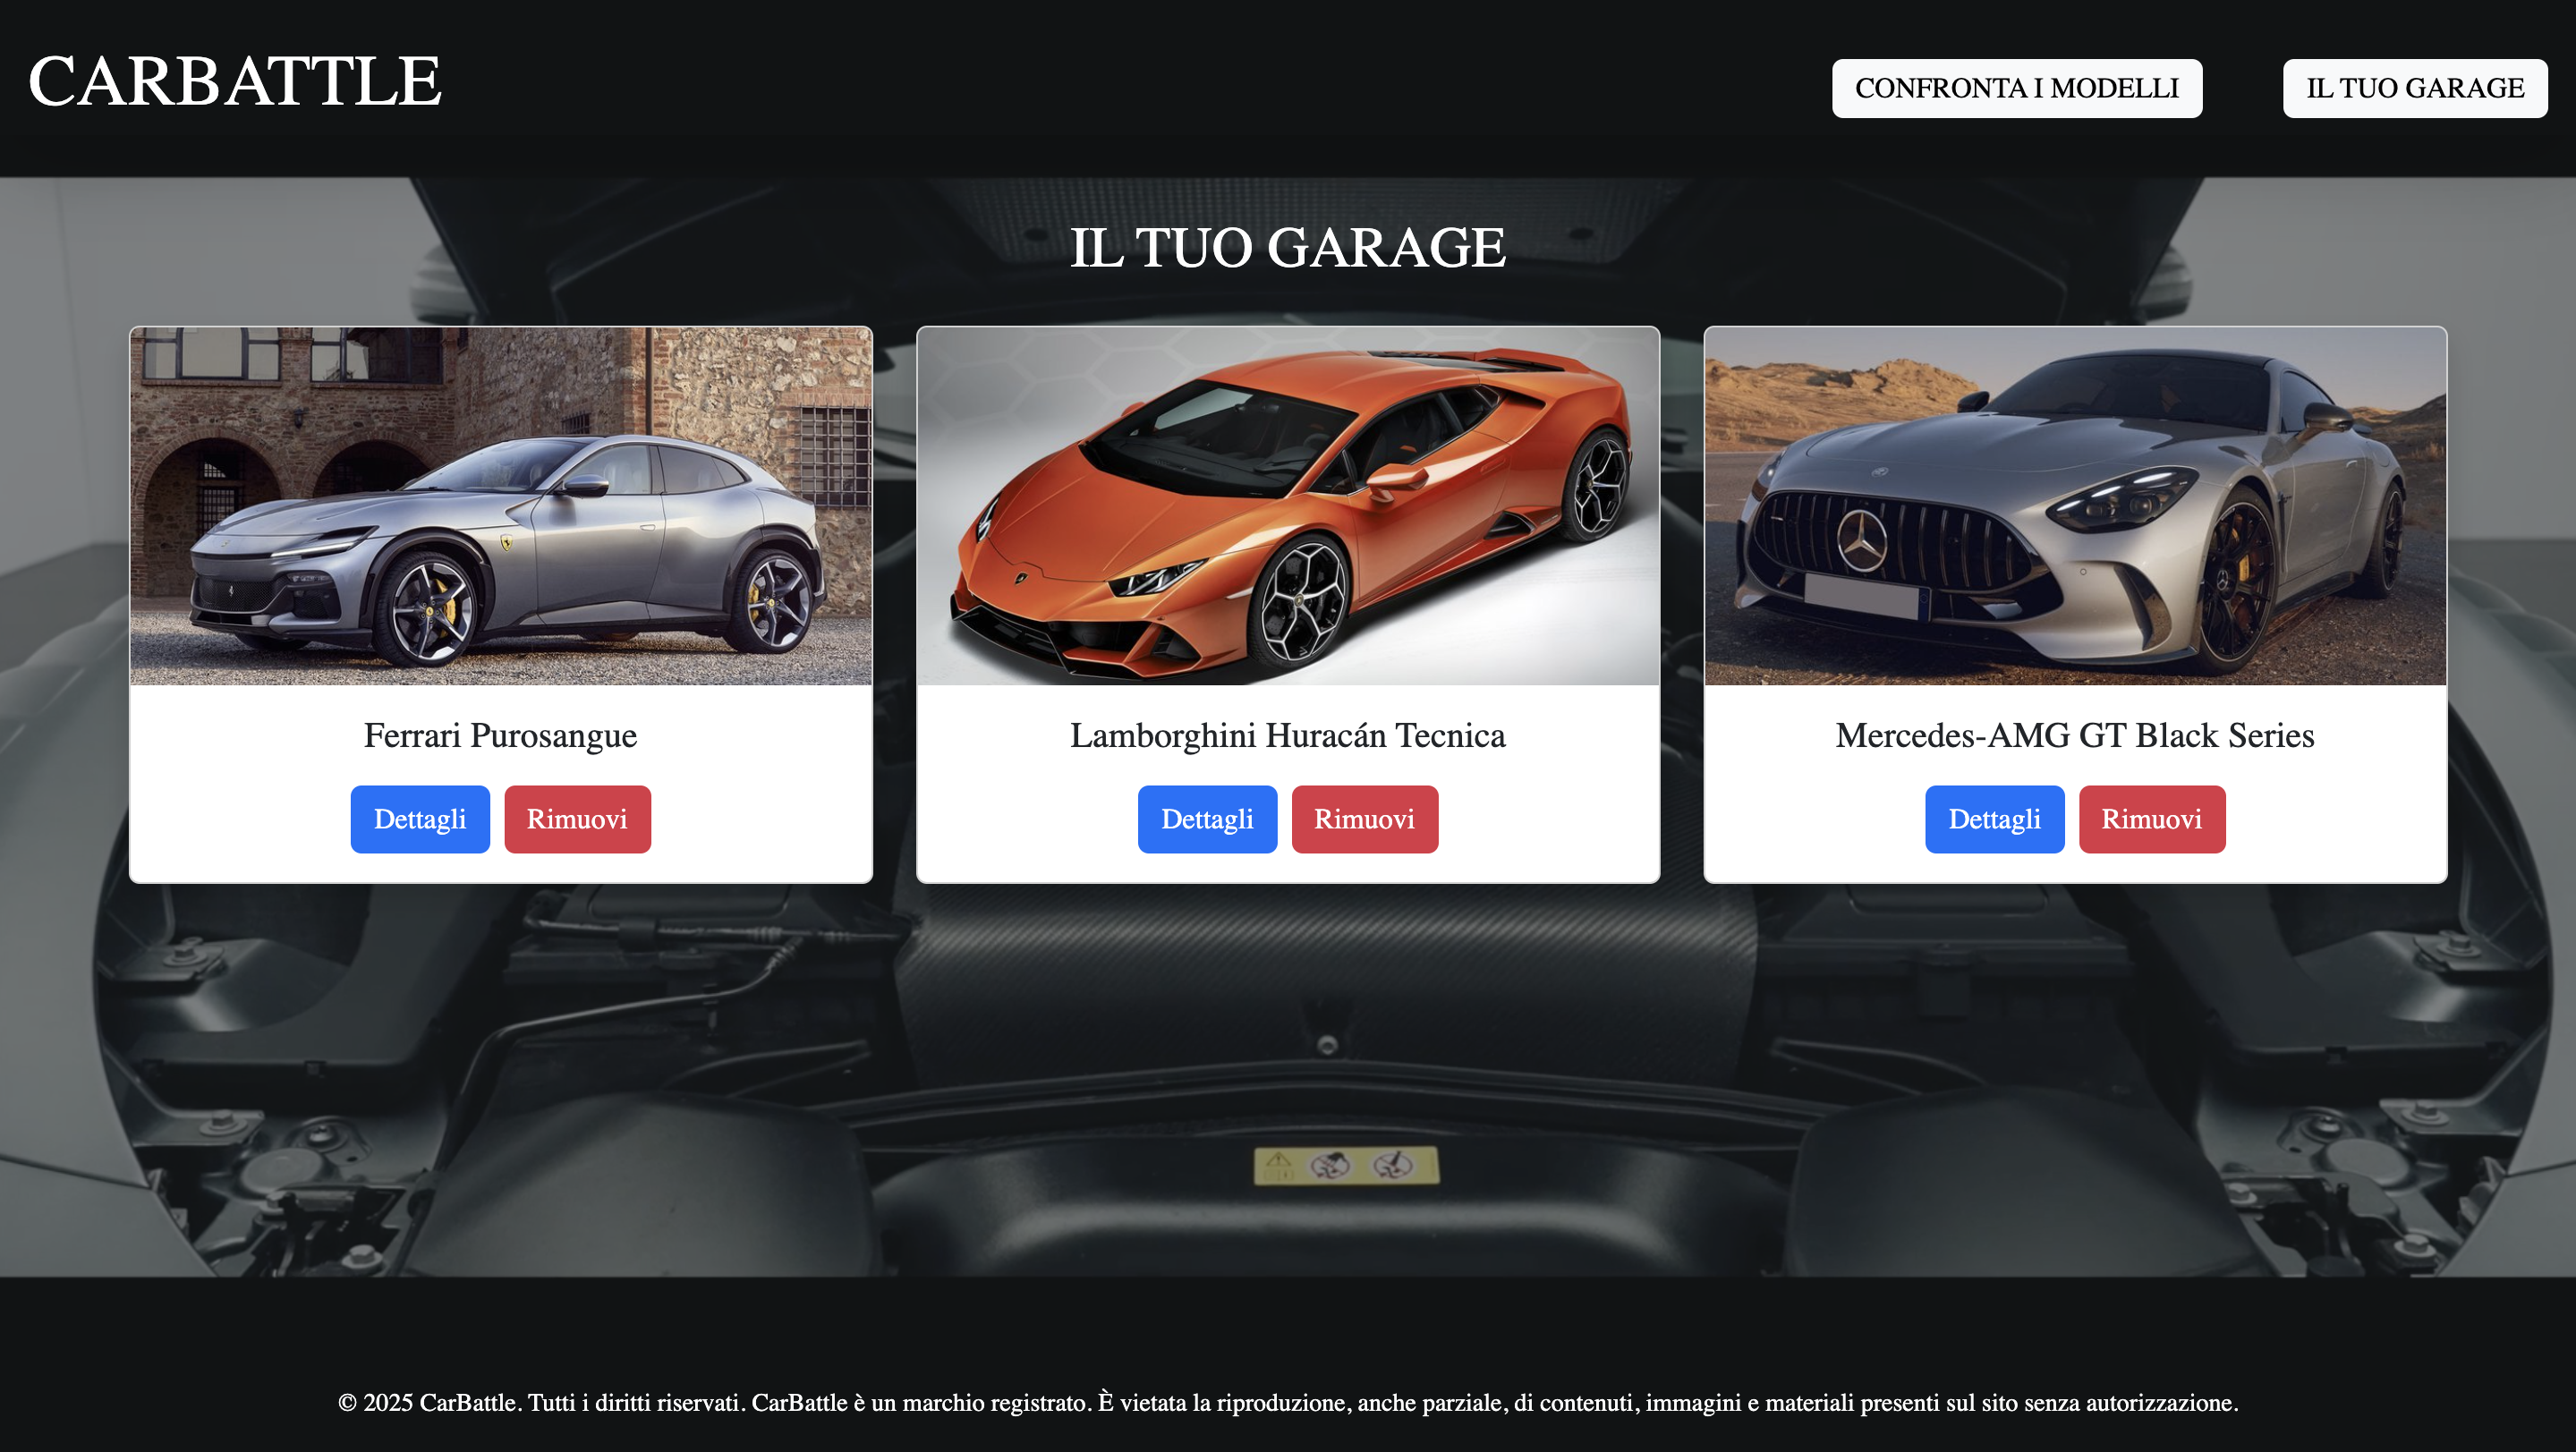 CARBATTLE
CONFRONTA I MODELLI
IL TUO GARAGE
IL TUO GARAGE
Ferrari Purosangue
Dettagli
Rimuovi
Lamborghini Huracán Tecnica
Dettagli
Rimuovi
Mercedes-AMG GT Black Series
Dettagli
Rimuovi
© 2025 CarBattle. Tutti i diritti riservati. CarBattle è un marchio registrato. È vietata la riproduzione, anche parziale, di contenuti, immagini e materiali presenti sul sito senza autorizzazione.